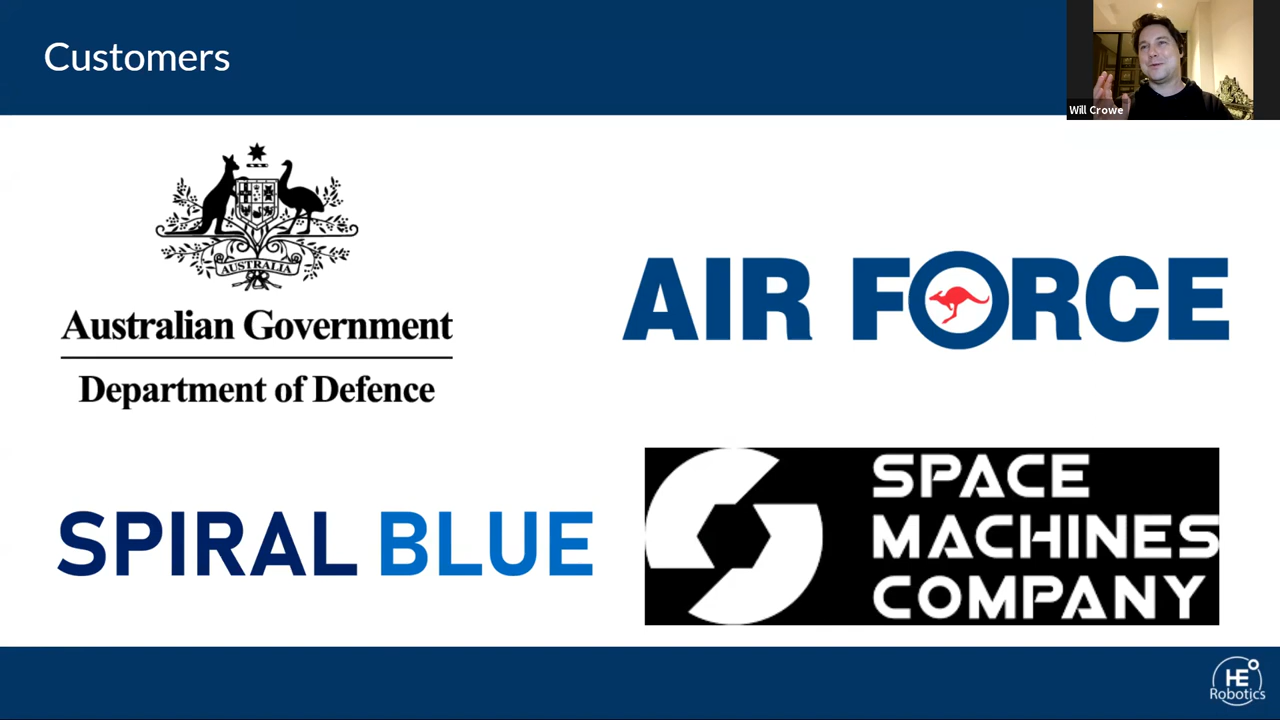 Customers
Will Crowe
AUSTRALIA
Australian Government
Department of Defence
AIR FORCE
SPIRAL BLUE
SPACE
MACHINES
COMPANY
HE
Robotics